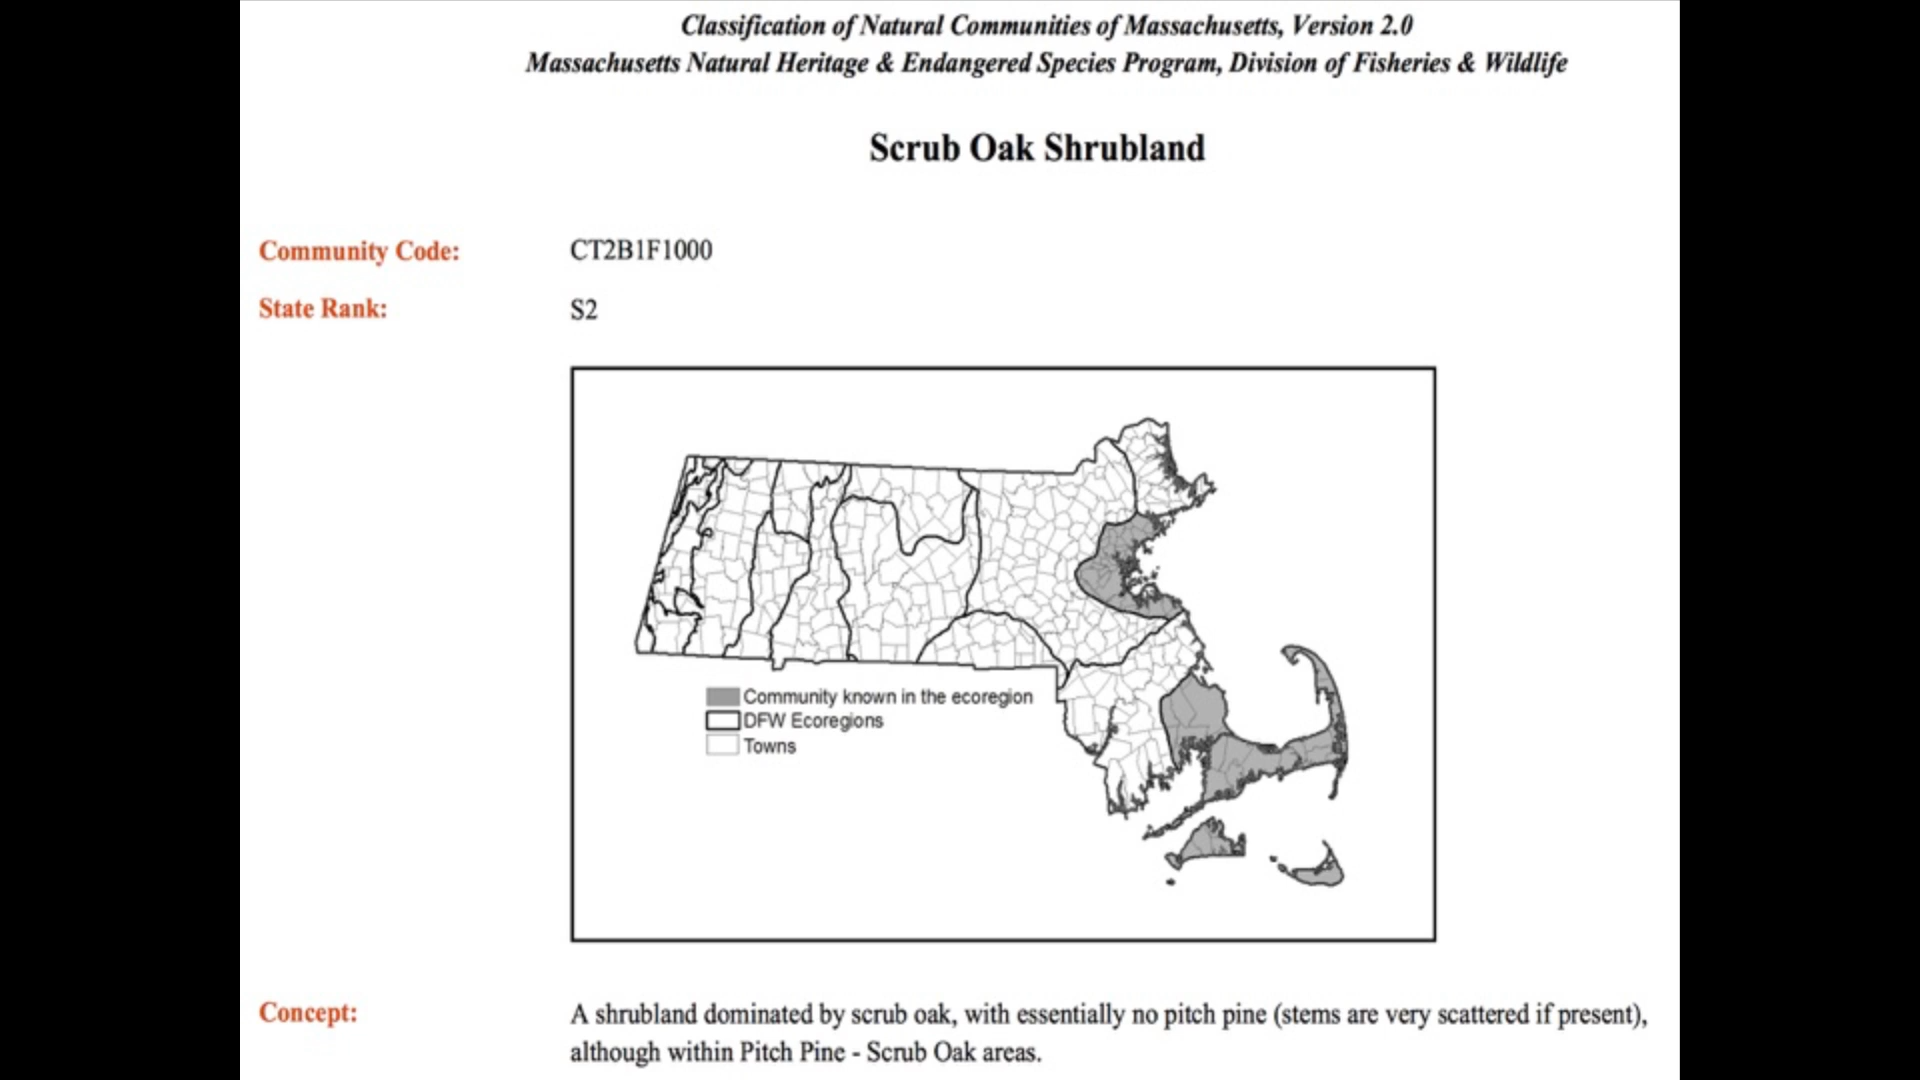 Classification of Natural Communities of Massachusetts, Version 2.0
Massachusetts Natural Heritage & Endangered Species Program, Division of Fisheries & Wildlife
Scrub Oak Shrubland
Community Code: CT2B1F1000
State Rank: S2
Community known in the ecoregion
DFW Ecoregions
Towns
Concept: A shrubland dominated by scrub oak, with essentially no pitch pine (stems are very scattered if present),
although within Pitch Pine - Scrub Oak areas.